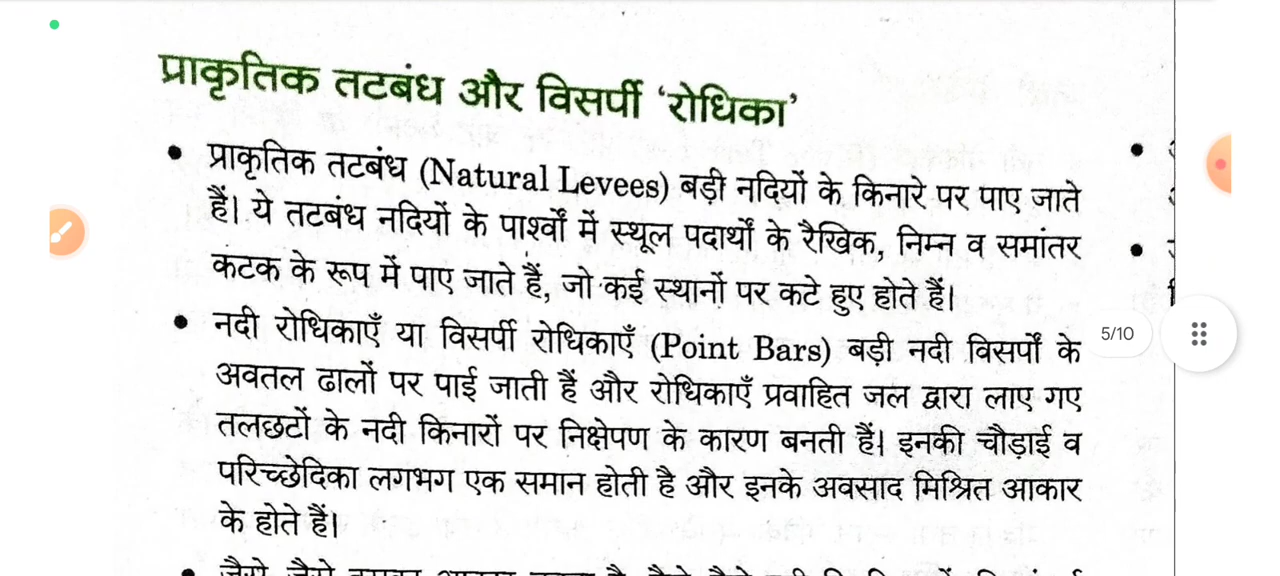 प्राकृतिक तटबंध और विसर्पी ‘रोधिका’
• प्राकृतिक तटबंध (Natural Levees) बड़ी नदियों के किनारे पर पाए जाते
हैं। ये तटबंध नदियों के पार्श्वों में स्थूल पदार्थों के रैखिक, निम्न व समांतर
कटक के रूप में पाए जाते हैं, जो कई स्थानों पर कटे हुए होते हैं।
• नदी रोधिकाएँ या विसर्पी रोधिकाएँ (Point Bars) बड़ी नदी विसर्पों के
अवतल ढालों पर पाई जाती हैं और रोधिकाएँ प्रवाहित जल द्वारा लाए गए
तलछटों के नदी किनारों पर निक्षेपण के कारण बनती हैं। इनकी चौड़ाई व
परिच्छेदिका लगभग एक समान होती है और इनके अवसाद मिश्रित आकार
के होते हैं।
5/10